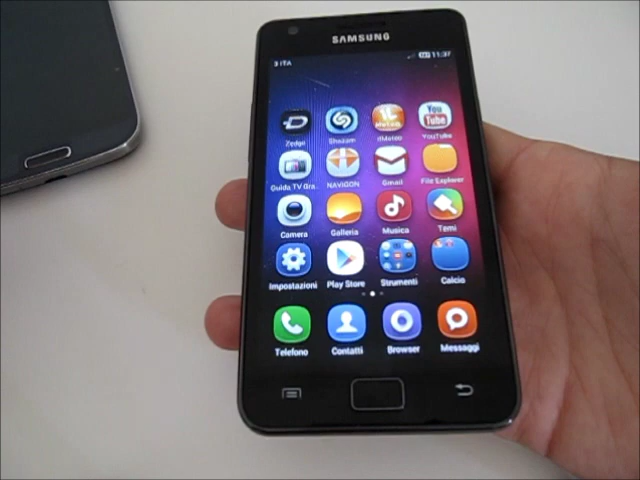 SAMSUNG
3 ITA 11:37
Zedge Shazam ilMeteo YouTube
Guida TV Gra.. NAVIGON Gmail File Explorer
Camera Galleria Musica Temi
Impostazioni Play Store Strumenti Calcio
Telefono Contatti Browser Messaggi